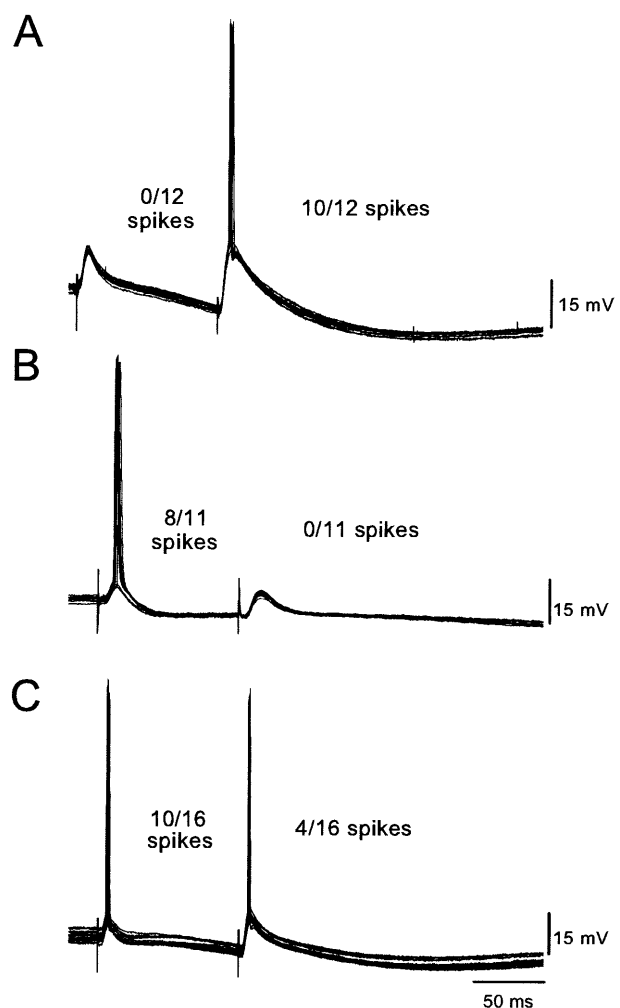 A
0/12
spikes
10/12 spikes
15 mV
B
8/11
spikes
0/11 spikes
15 mV
C
10/16
spikes
4/16 spikes
15 mV
50 ms